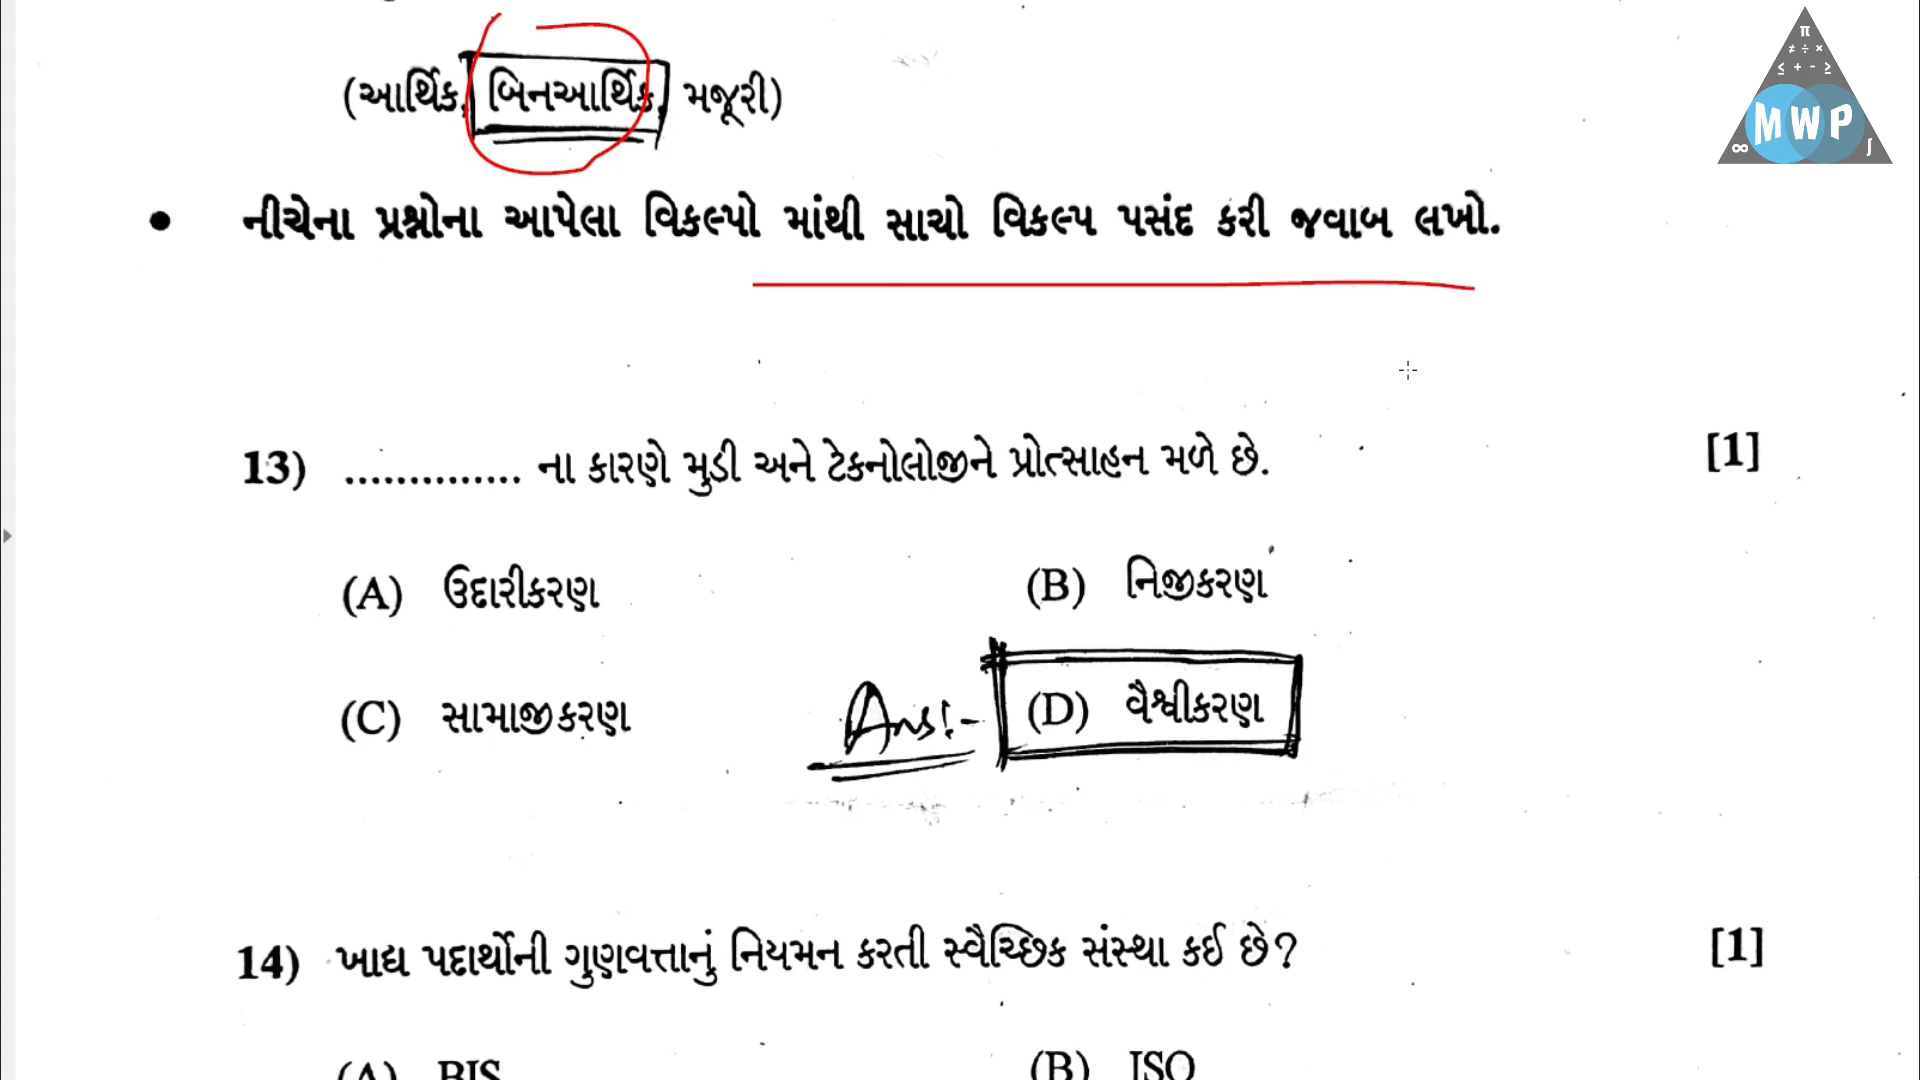 (આર્થિક, બિનઆર્થિક, મજૂરી)
π
≠ ÷ ×
≤ + - ≥
MWP
∞ ∫
• નીચેના પ્રશ્નોના આપેલા વિકલ્પો માંથી સાચો વિકલ્પ પસંદ કરી જવાબ લખો.
13) .............. ના કારણે મુડી અને ટેકનોલોજીને પ્રોત્સાહન મળે છે. [1]
(A) ઉદારીકરણ (B) નિજીકરણ
(C) સામાજીકરણ Ans:- (D) વૈશ્વીકરણ
14) ખાદ્ય પદાર્થોની ગુણવત્તાનું નિયમન કરતી સ્વૈચ્છિક સંસ્થા કઈ છે? [1]
(A) BIS (B) ISO